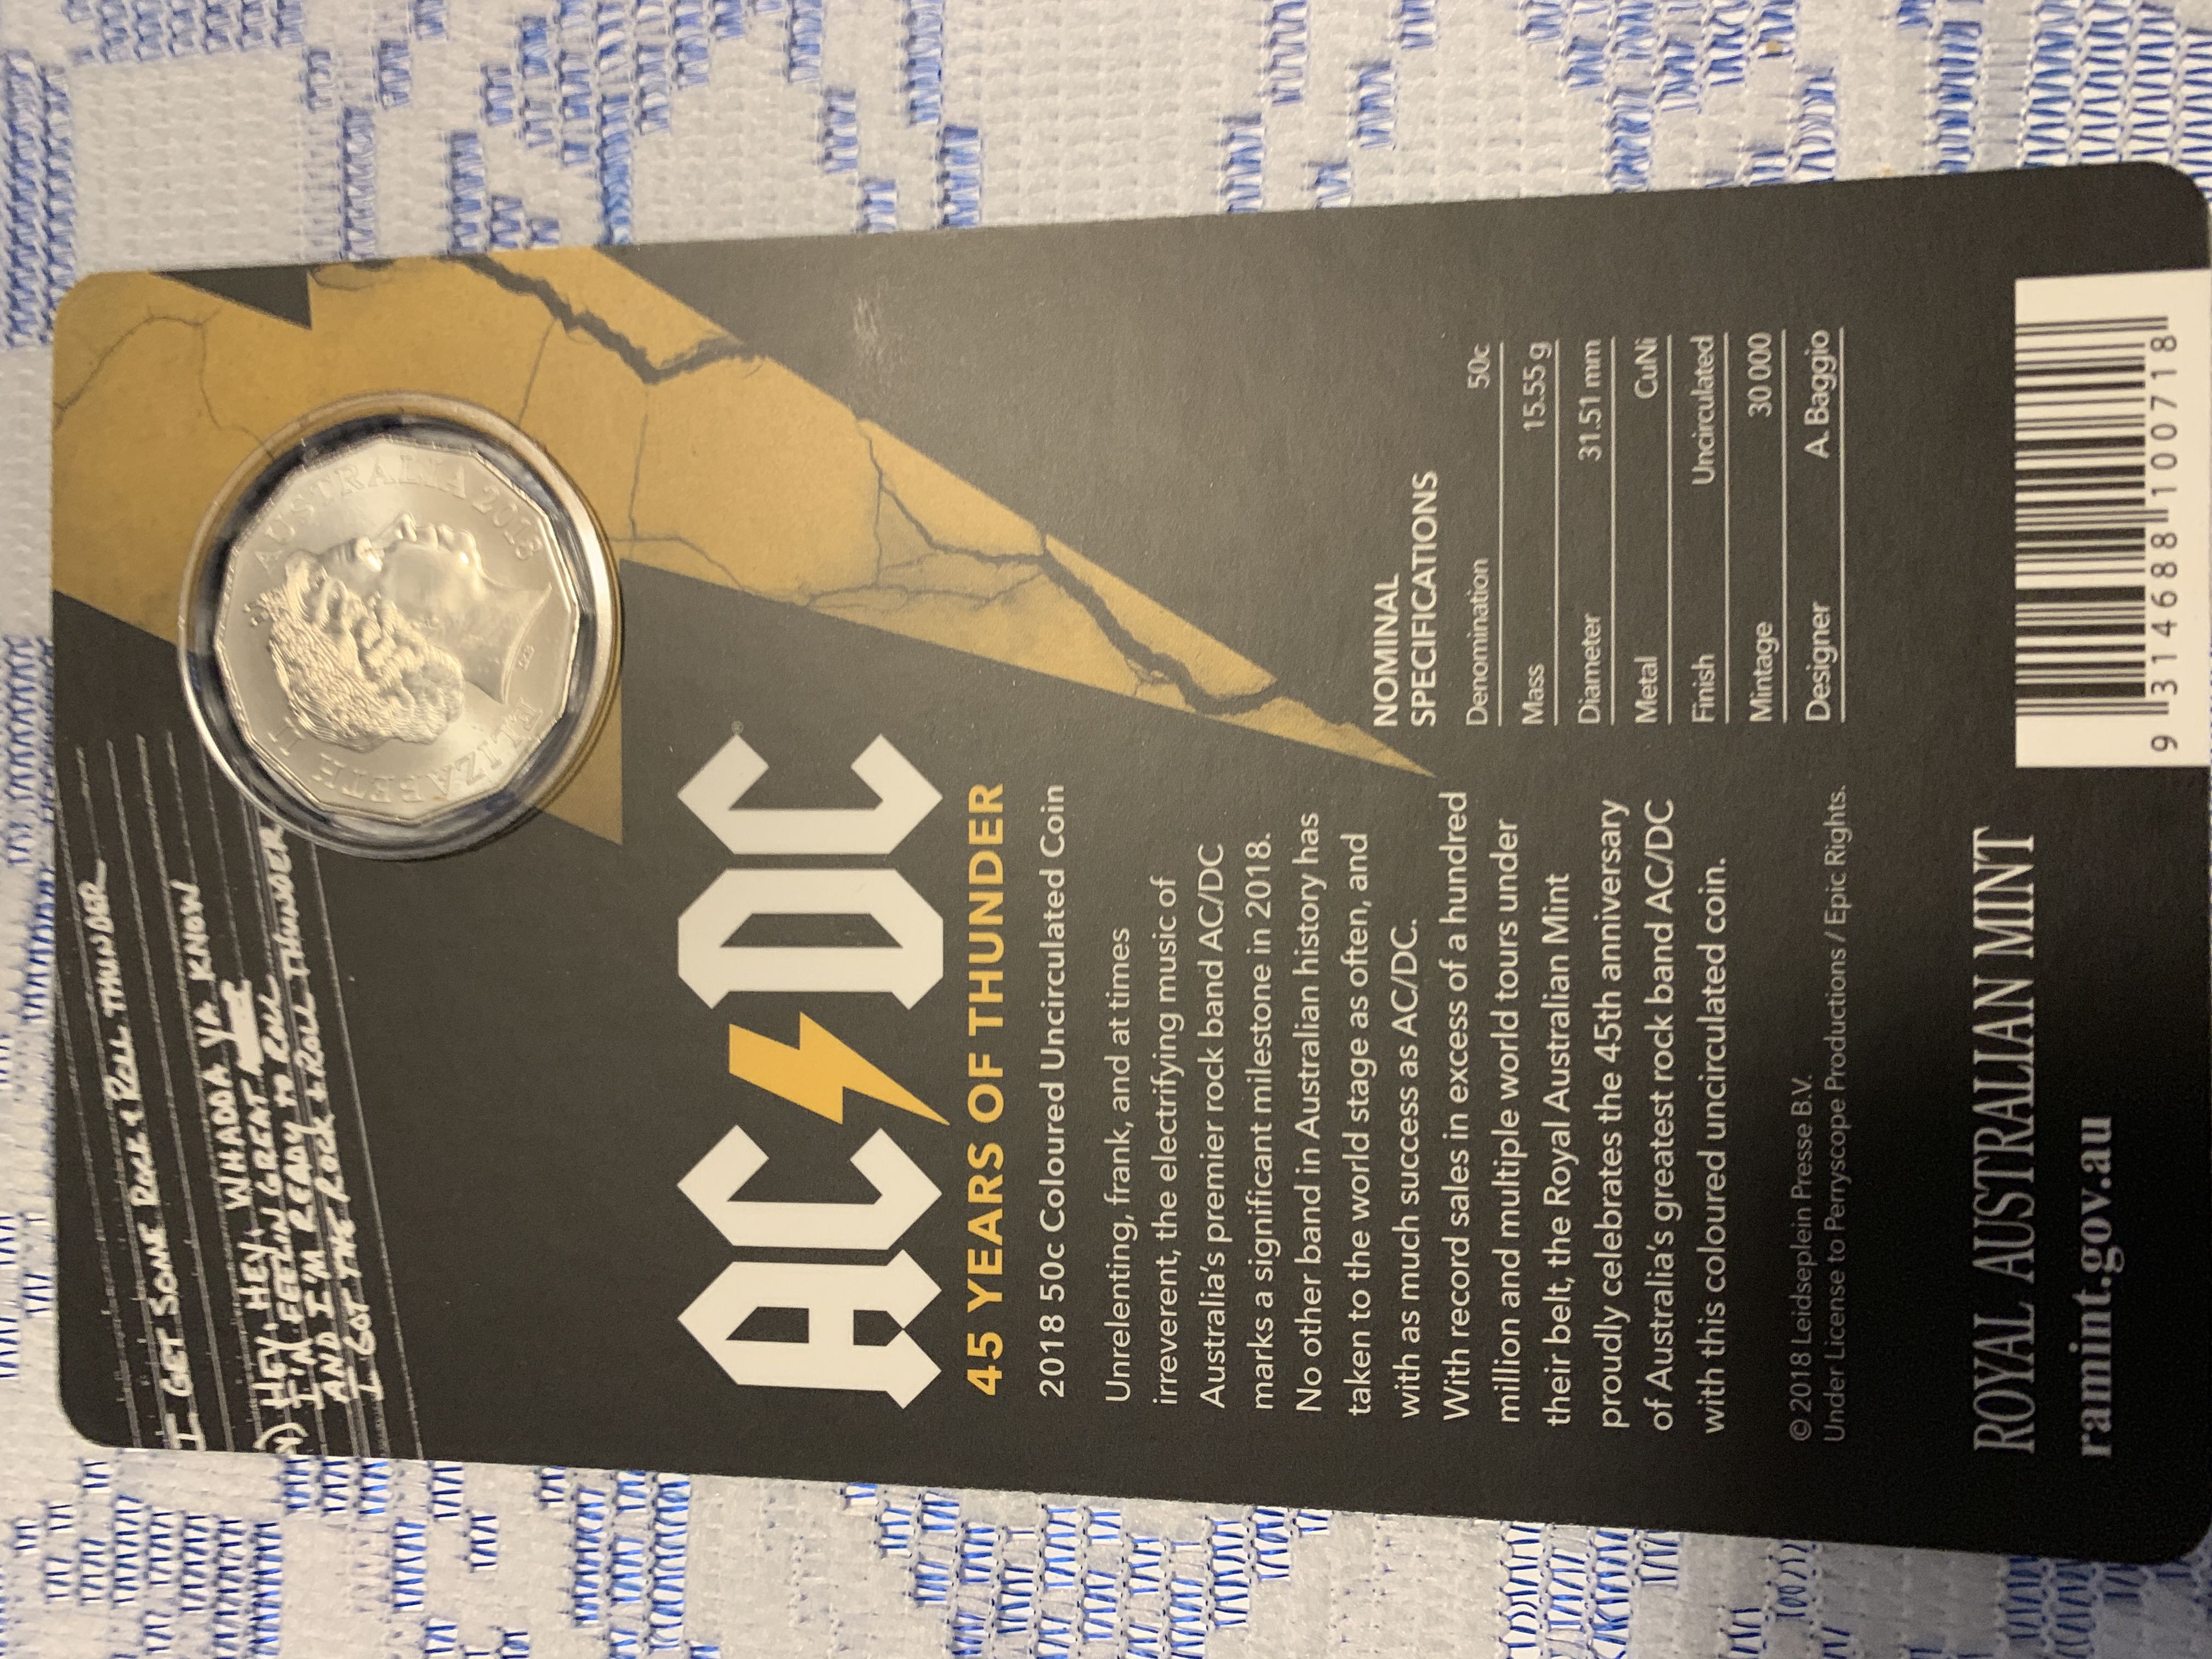 I GET SOME ROCK & ROLL THUNDER
HEY, HEY, WHADDA YA KNOW
I'M FEELIN GREAT
AND I'M READY TO ROLL
I GOT THE ROCK & ROLL THUNDER
ELIZABETH II AUSTRALIA 2018
AC DC
45 YEARS OF THUNDER
2018 50c Coloured Uncirculated Coin
Unrelenting, frank, and at times
irreverent, the electrifying music of
Australia's premier rock band AC/DC
marks a significant milestone in 2018.
No other band in Australian history has
taken to the world stage as often, and
with as much success as AC/DC.
With record sales in excess of a hundred
million and multiple world tours under
their belt, the Royal Australian Mint
proudly celebrates the 45th anniversary
of Australia's greatest rock band AC/DC
with this coloured uncirculated coin.
© 2018 Leidseplein Presse B.V.
Under License to Perryscope Productions / Epic Rights.
NOMINAL
SPECIFICATIONS
Denomination 50c
Mass 15.55 g
Diameter 31.51 mm
Metal CuNi
Finish Uncirculated
Mintage 30 000
Designer A. Baggio
ROYAL AUSTRALIAN MINT
ramint.gov.au
9 314688 100718